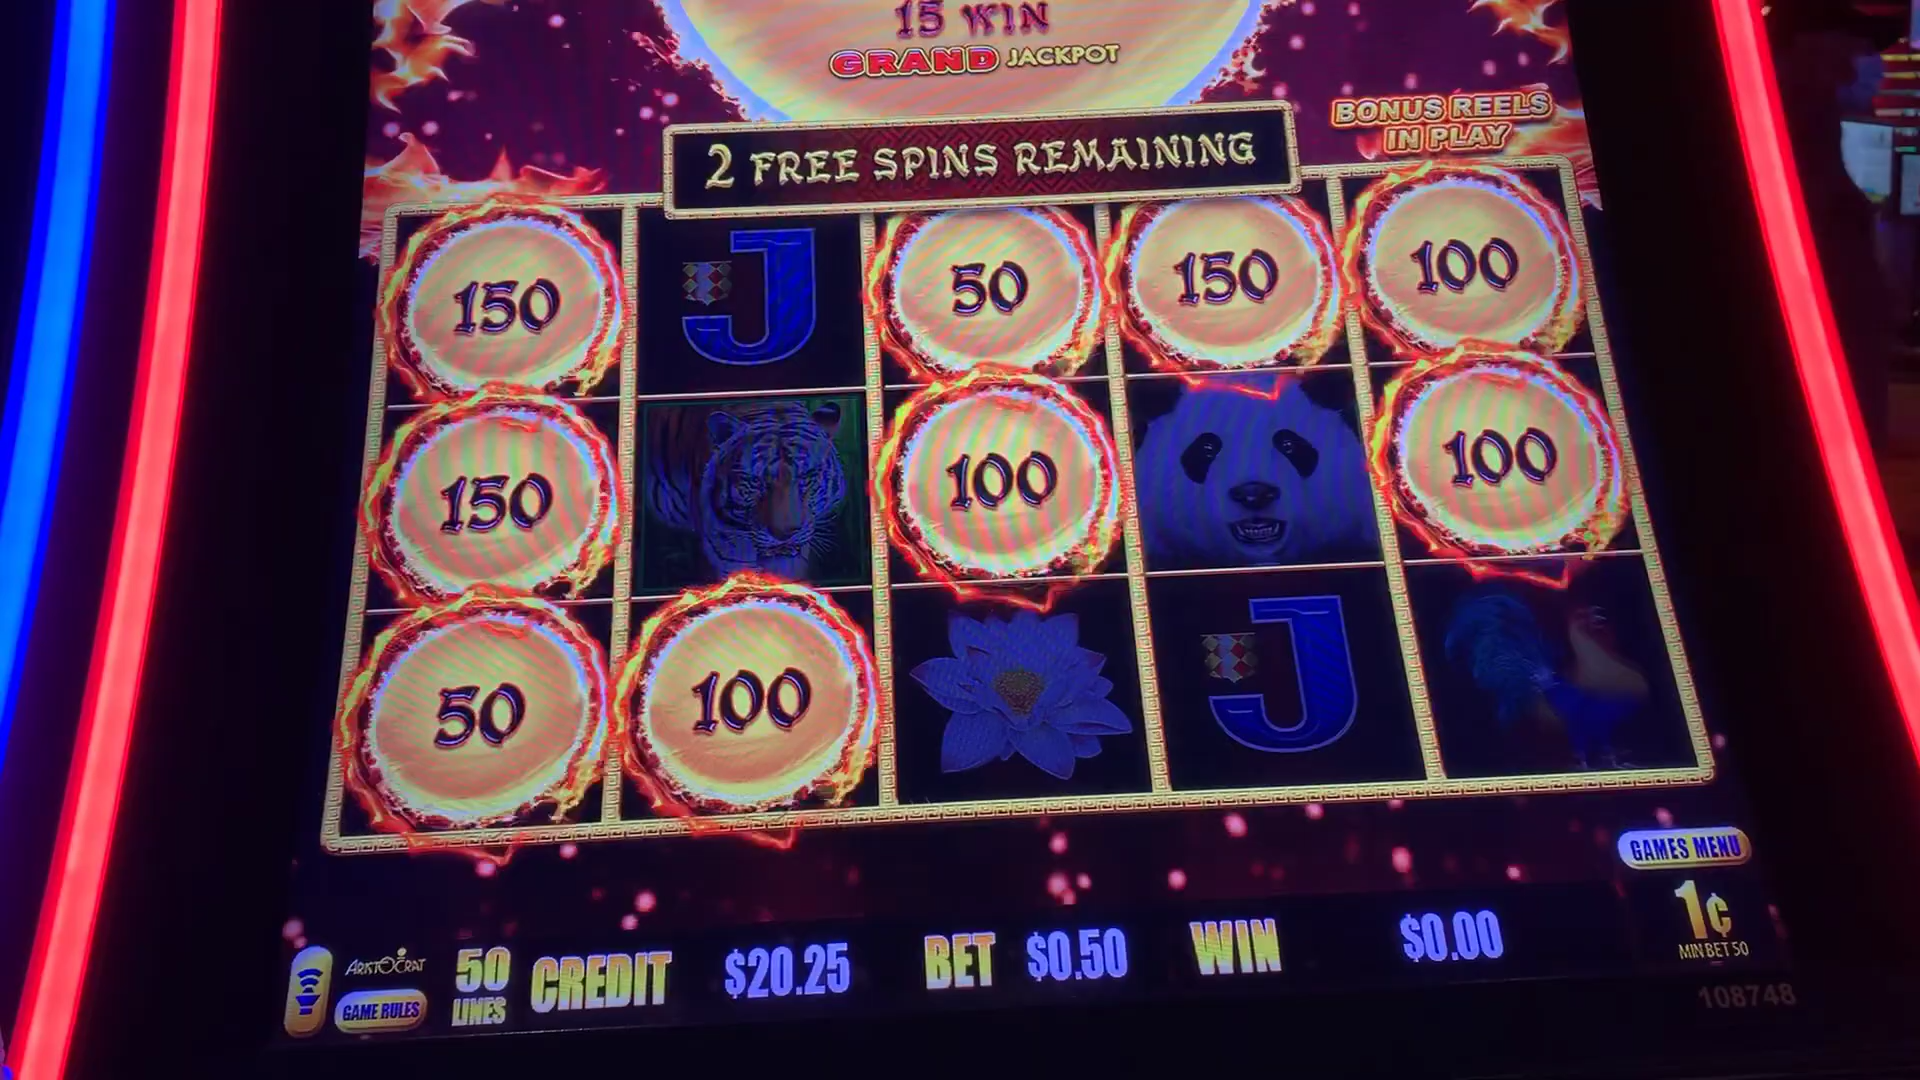 15 WIN
GRAND JACKPOT
BONUS REELS
IN PLAY
2 FREE SPINS REMAINING
150 J 50 150 100
150 100 100
50 100 J
GAMES MENU
ARISTOCRAT
GAME RULES
50
LINES
CREDIT $20.25 BET $0.50 WIN $0.00
1¢
MIN BET 50
108748